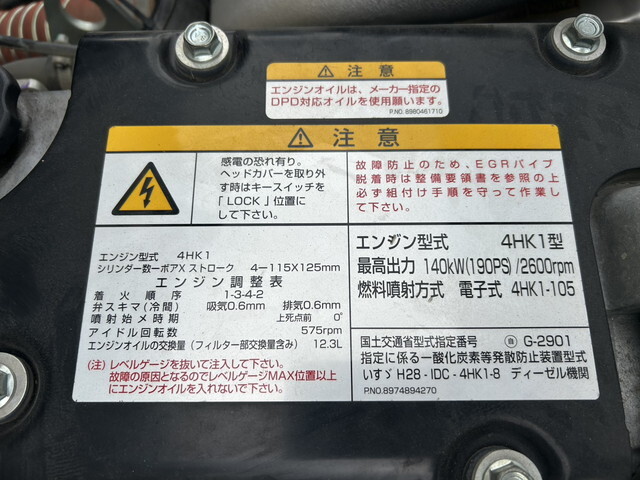 注意
エンジンオイルは、メーカー指定の
DPD対応オイルを使用願います。
P.NO. 8980461710
注意
感電の恐れ有り。
ヘッドカバーを取り外
す時はキースイッチを
「LOCK」位置に
して下さい。
故障防止のため、EGRパイプ
脱着時は整備要領書を参照の上
必ず組付け手順を守って作業し
て下さい。
エンジン型式 4HK1
シリンダー数ーボアX ストローク 4ー115X125mm
エンジン調整表
着火順序 1-3-4-2
弁スキマ(冷間) 吸気0.6mm 排気0.6mm
噴射始め時期 上死点前 0°
アイドル回転数 575rpm
エンジンオイルの交換量(フィルター部交換量含み) 12.3L
(注)レベルゲージを抜いて注入して下さい。
故障の原因となるのでレベルゲージMAX位置以上
にエンジンオイルを入れないで下さい。
エンジン型式 4HK1型
最高出力 140kW(190PS)/2600rpm
燃料噴射方式 電子式 4HK1-105
国土交通省型式指定番号 自 G-2901
指定に係る一酸化炭素等発散防止装置型式
いすゞH28-IDC-4HK1-8 ディーゼル機関
P.NO.8974894270